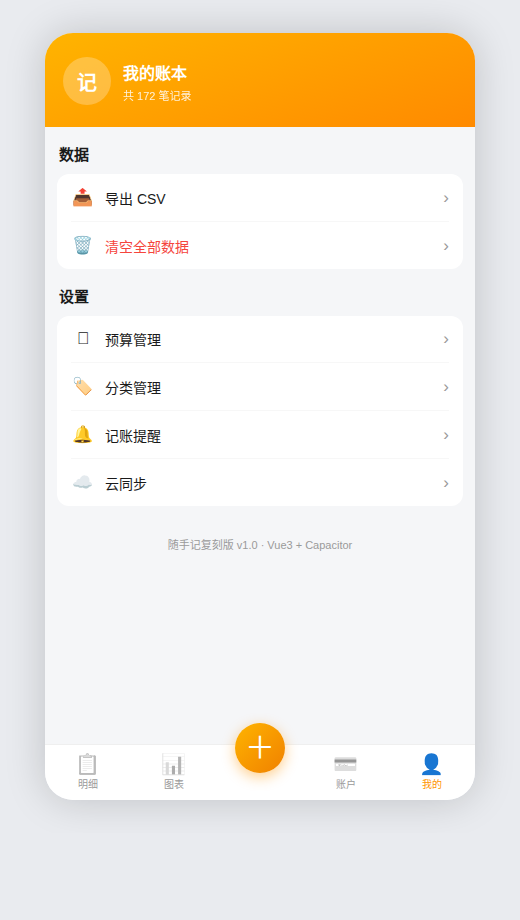 记
我的账本
共 172 笔记录
数据
导出 CSV
清空全部数据
设置
预算管理
分类管理
记账提醒
云同步
随手记复刻版 v1.0 · Vue3 + Capacitor
明细
图表
账户
我的